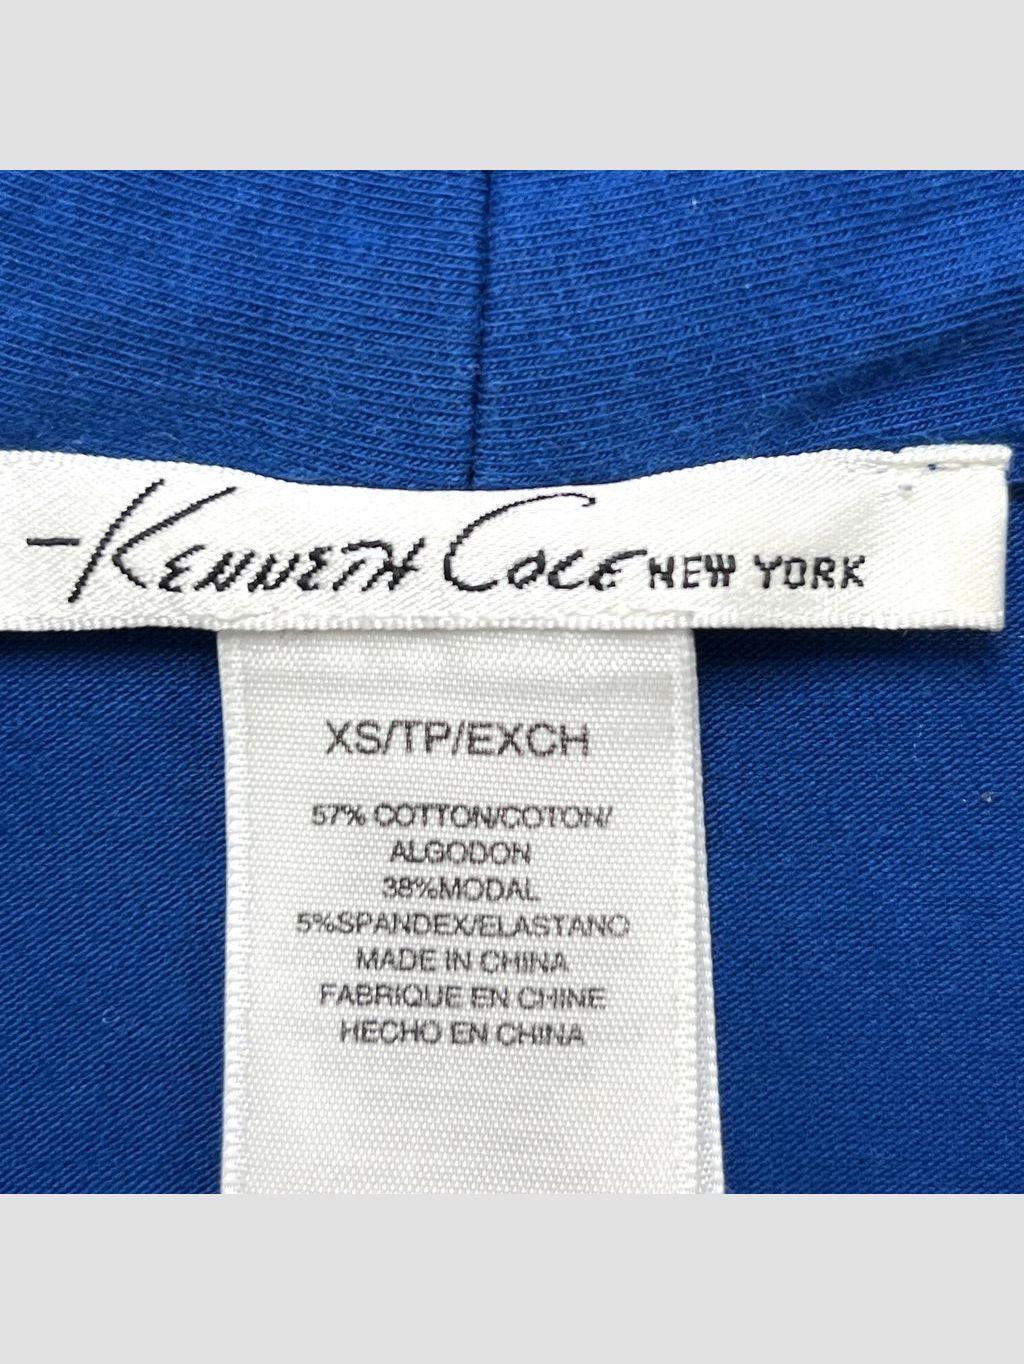 KENNETH COLE NEW YORK
XS/TP/EXCH
57% COTTON/COTON/
ALGODON
38%MODAL
5%SPANDEX/ELASTANO
MADE IN CHINA
FABRIQUE EN CHINE
HECHO EN CHINA